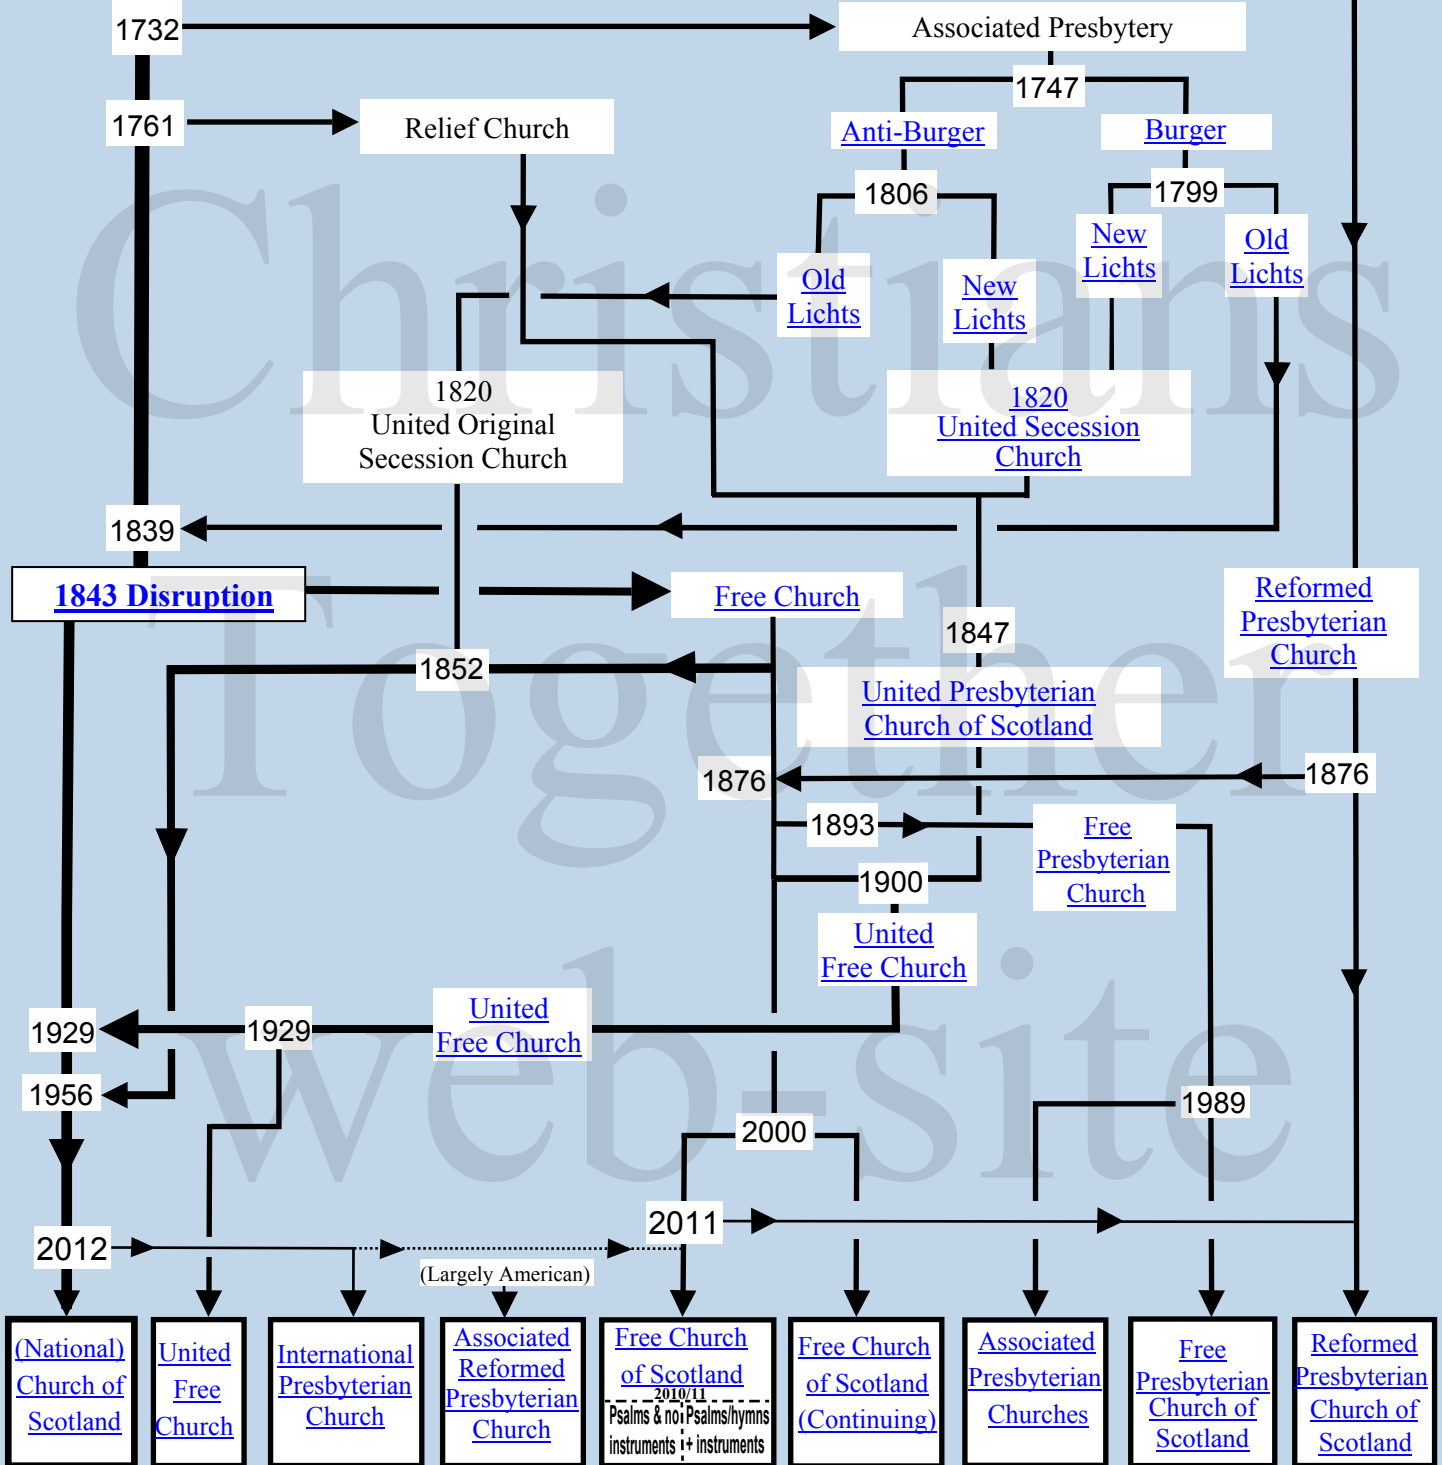 1732
Associated Presbytery
1747
1761
Relief Church
Anti-Burger
Burger
1806
1799
New
Lichts
Old
Lichts
Old
Lichts
New
Lichts
1820
United Original
Secession Church
1820
United Secession
Church
1839
1843 Disruption
Free Church
Reformed
Presbyterian
Church
1847
1852
United Presbyterian
Church of Scotland
1876
1876
1893
Free
Presbyterian
Church
1900
United
Free Church
1929
1929
United
Free Church
1956
1989
2000
2011
2012
(Largely American)
(National)
Church of
Scotland
United
Free
Church
International
Presbyterian
Church
Associated
Reformed
Presbyterian
Church
Free Church
of Scotland
2010/11
Psalms & no
instruments
Psalms/hymns
+ instruments
Free Church
of Scotland
(Continuing)
Associated
Presbyterian
Churches
Free
Presbyterian
Church of
Scotland
Reformed
Presbyterian
Church of
Scotland
Christians
Together
web-site